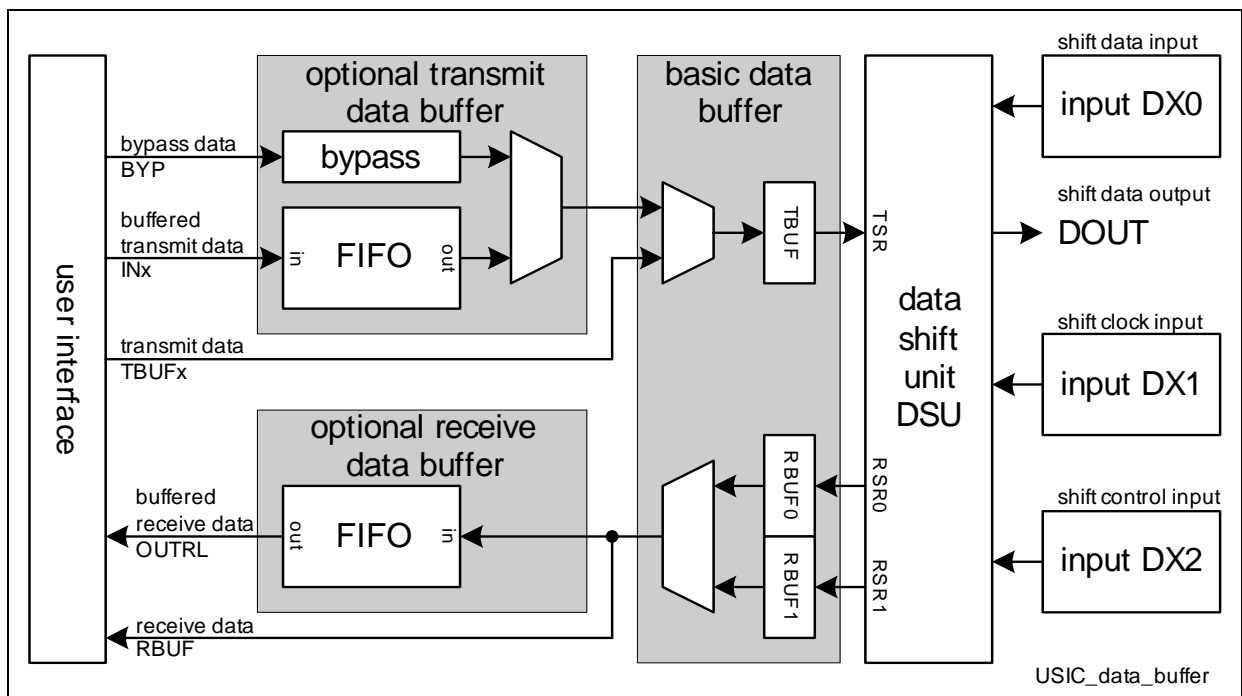 user interface
bypass data
BYP
buffered
transmit data
INx
transmit data
TBUFx
buffered
receive data
OUTRL
receive data
RBUF
optional transmit
data buffer
bypass
in
FIFO
out
optional receive
data buffer
out
FIFO
in
basic data
buffer
TBUF
RBUF0
RBUF1
TSR
data
shift
unit
DSU
RSR0
RSR1
shift data input
input DX0
shift data output
DOUT
shift clock input
input DX1
shift control input
input DX2
USIC_data_buffer